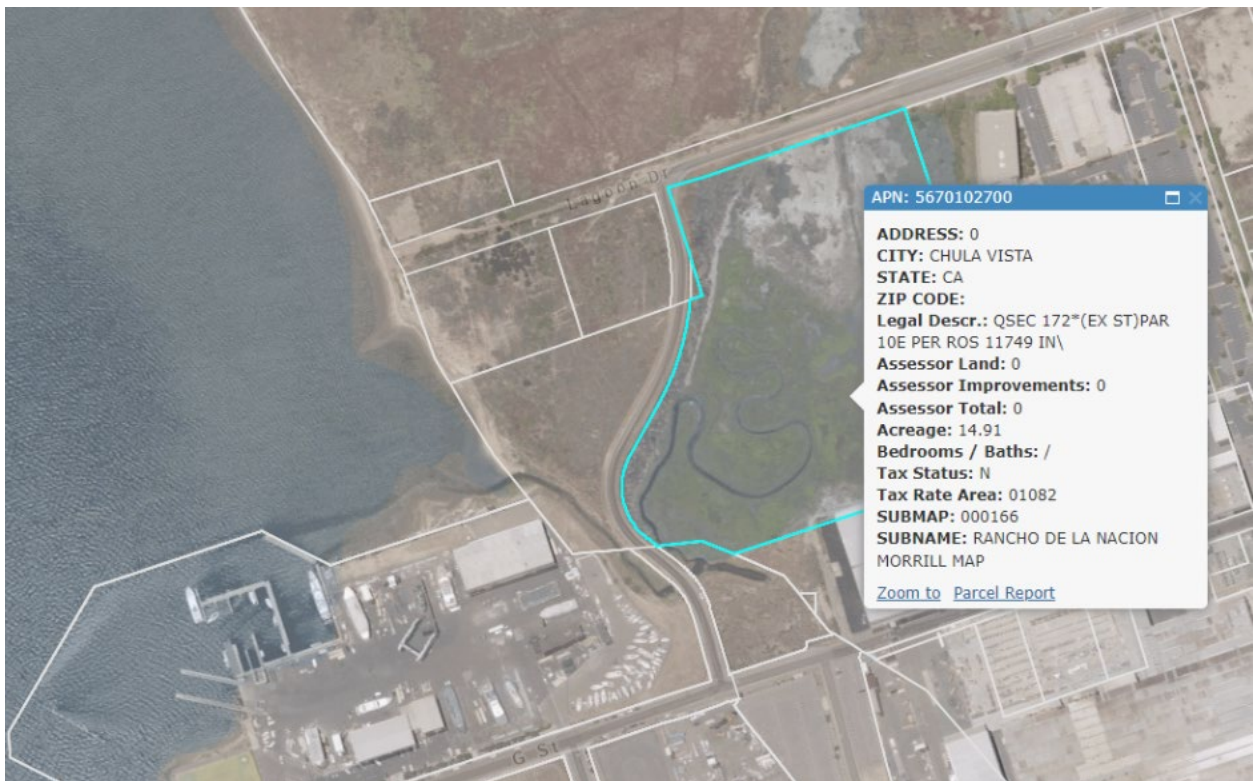 Lagoon Dr
APN: 5670102700
ADDRESS: 0
CITY: CHULA VISTA
STATE: CA
ZIP CODE:
Legal Descr.: QSEC 172*(EX ST)PAR
10E PER ROS 11749 IN\
Assessor Land: 0
Assessor Improvements: 0
Assessor Total: 0
Acreage: 14.91
Bedrooms / Baths: /
Tax Status: N
Tax Rate Area: 01082
SUBMAP: 000166
SUBNAME: RANCHO DE LA NACION
MORRILL MAP
Zoom to Parcel Report
G St